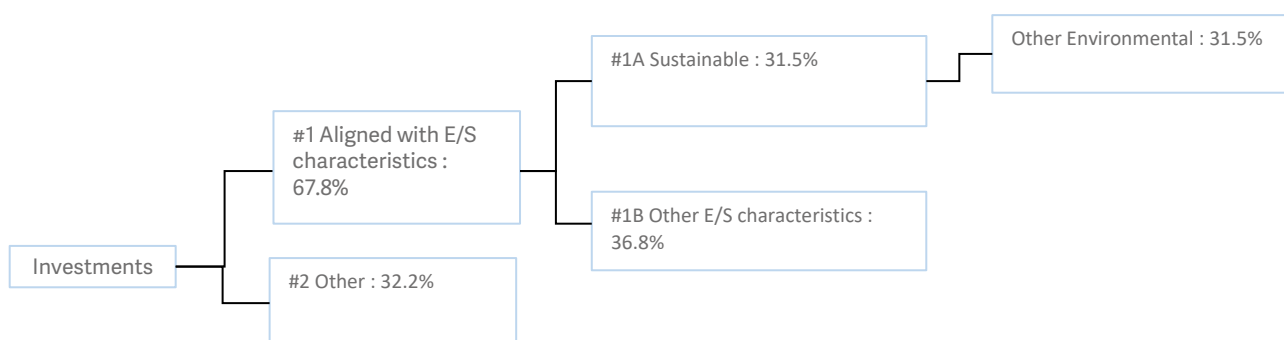 Investments
#1 Aligned with E/S
characteristics :
67.8%
#2 Other : 32.2%
#1A Sustainable : 31.5%
#1B Other E/S characteristics :
36.8%
Other Environmental : 31.5%